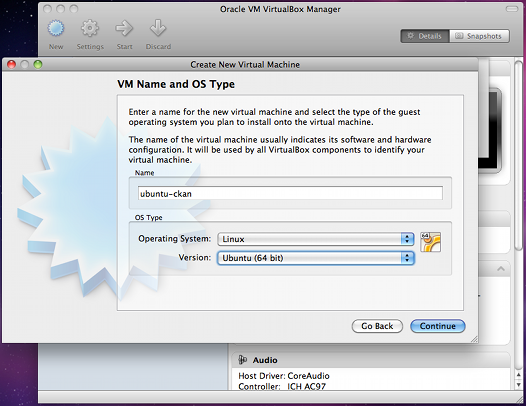 Oracle VM VirtualBox Manager
New
Settings
Start
Discard
Details
Snapshots
Create New Virtual Machine
VM Name and OS Type
Enter a name for the new virtual machine and select the type of the guest
operating system you plan to install onto the virtual machine.
The name of the virtual machine usually indicates its software and hardware
configuration. It will be used by all VirtualBox components to identify your
virtual machine.
Name
ubuntu-ckan
OS Type
Operating System: Linux
64
Version: Ubuntu (64 bit)
Go Back
Continue
Audio
Host Driver: CoreAudio
Controller: ICH AC97